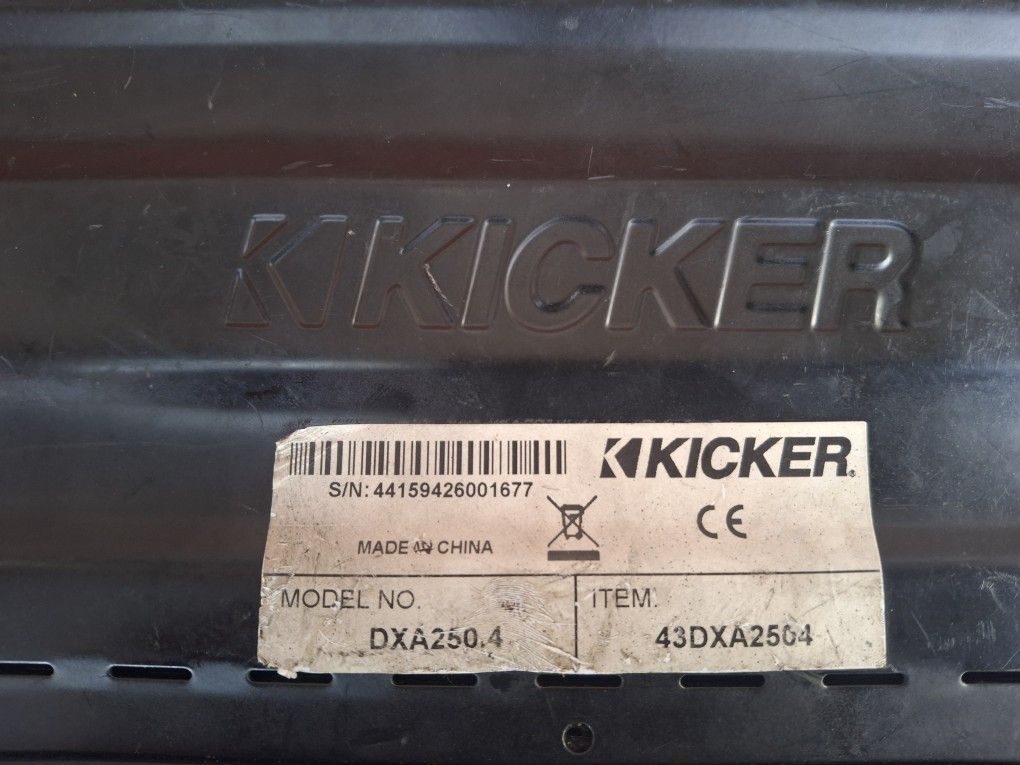 KICKER
KICKER
S/N: 44159426001677
CE
MADE IN CHINA
MODEL NO.
ITEM:
DXA250.4
43DXA2504